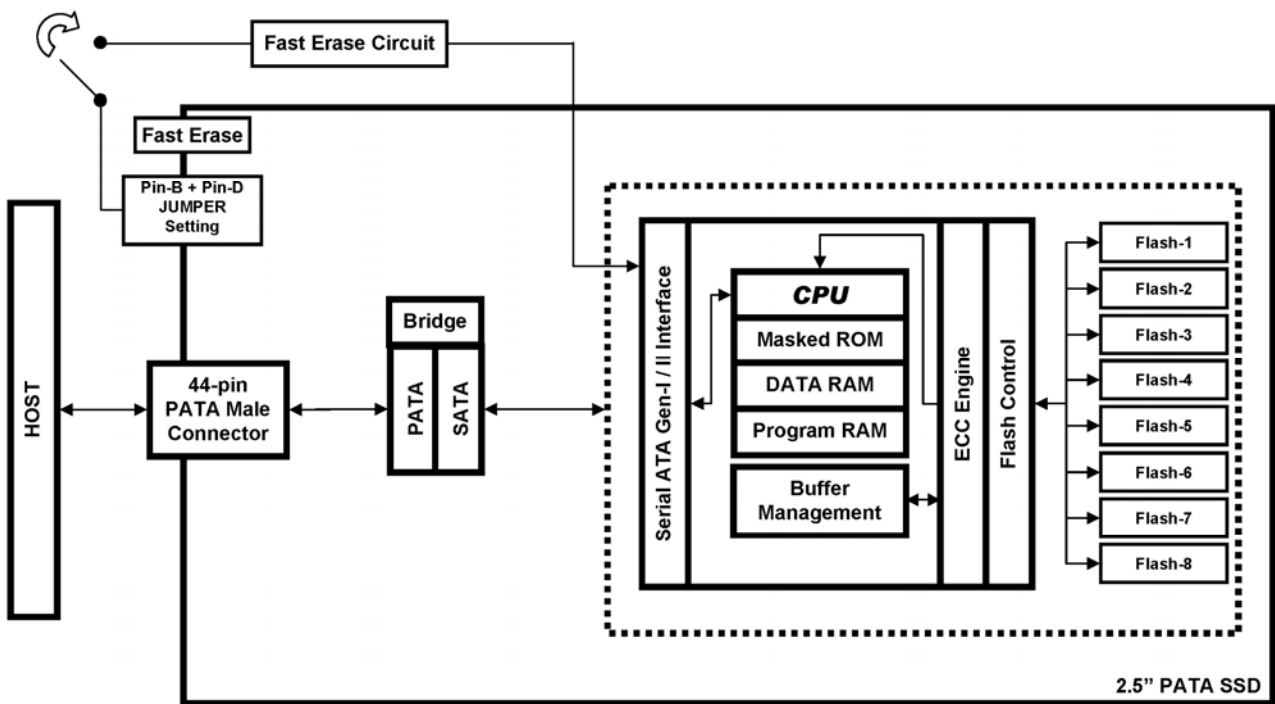 Fast Erase Circuit
Fast Erase
Pin-B + Pin-D
JUMPER
Setting
HOST
44-pin
PATA Male
Connector
Bridge
PATA
SATA
Serial ATA Gen-I / II Interface
CPU
Masked ROM
DATA RAM
Program RAM
Buffer
Management
ECC Engine
Flash Control
Flash-1
Flash-2
Flash-3
Flash-4
Flash-5
Flash-6
Flash-7
Flash-8
2.5” PATA SSD